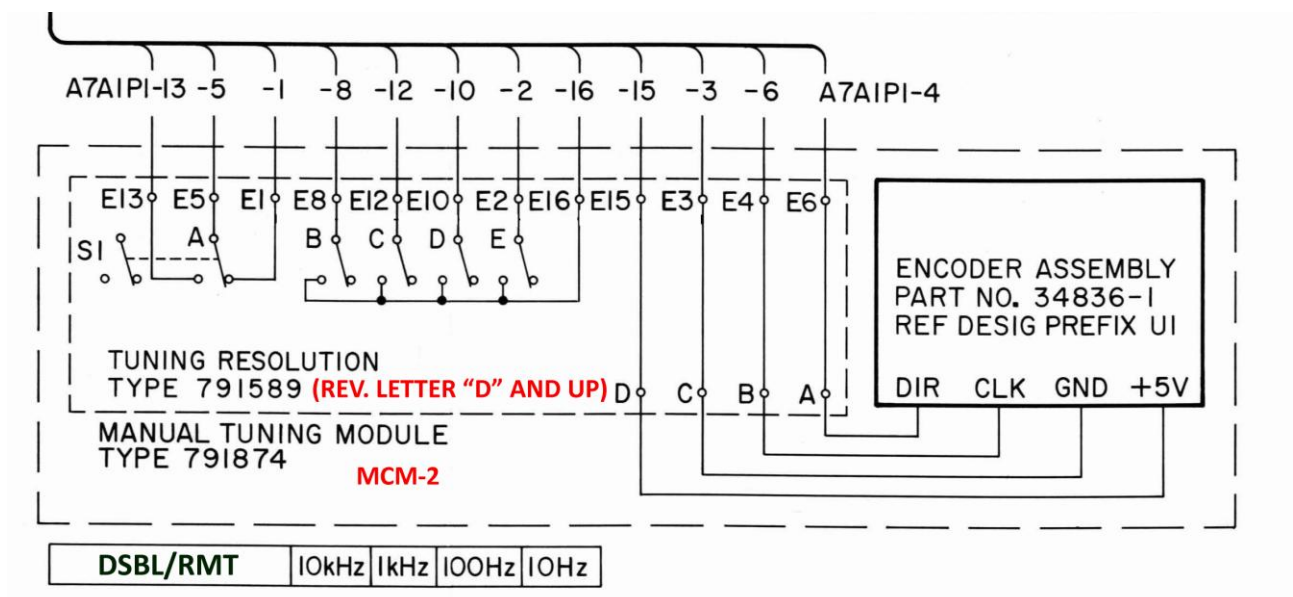 A7A1P1-13 -5 -1 -8 -12 -10 -2 -16 -15 -3 -6 A7A1P1-4
E13 E5 E1 E8 E12 E10 E2 E16 E15 E3 E4 E6
S1 A B C D E
ENCODER ASSEMBLY
PART NO. 34836-1
REF DESIG PREFIX U1
TUNING RESOLUTION
TYPE 791589 (REV. LETTER "D" AND UP) D C B A
DIR CLK GND +5V
MANUAL TUNING MODULE
TYPE 791874
MCM-2
DSBL/RMT 10kHz 1kHz 100Hz 10Hz